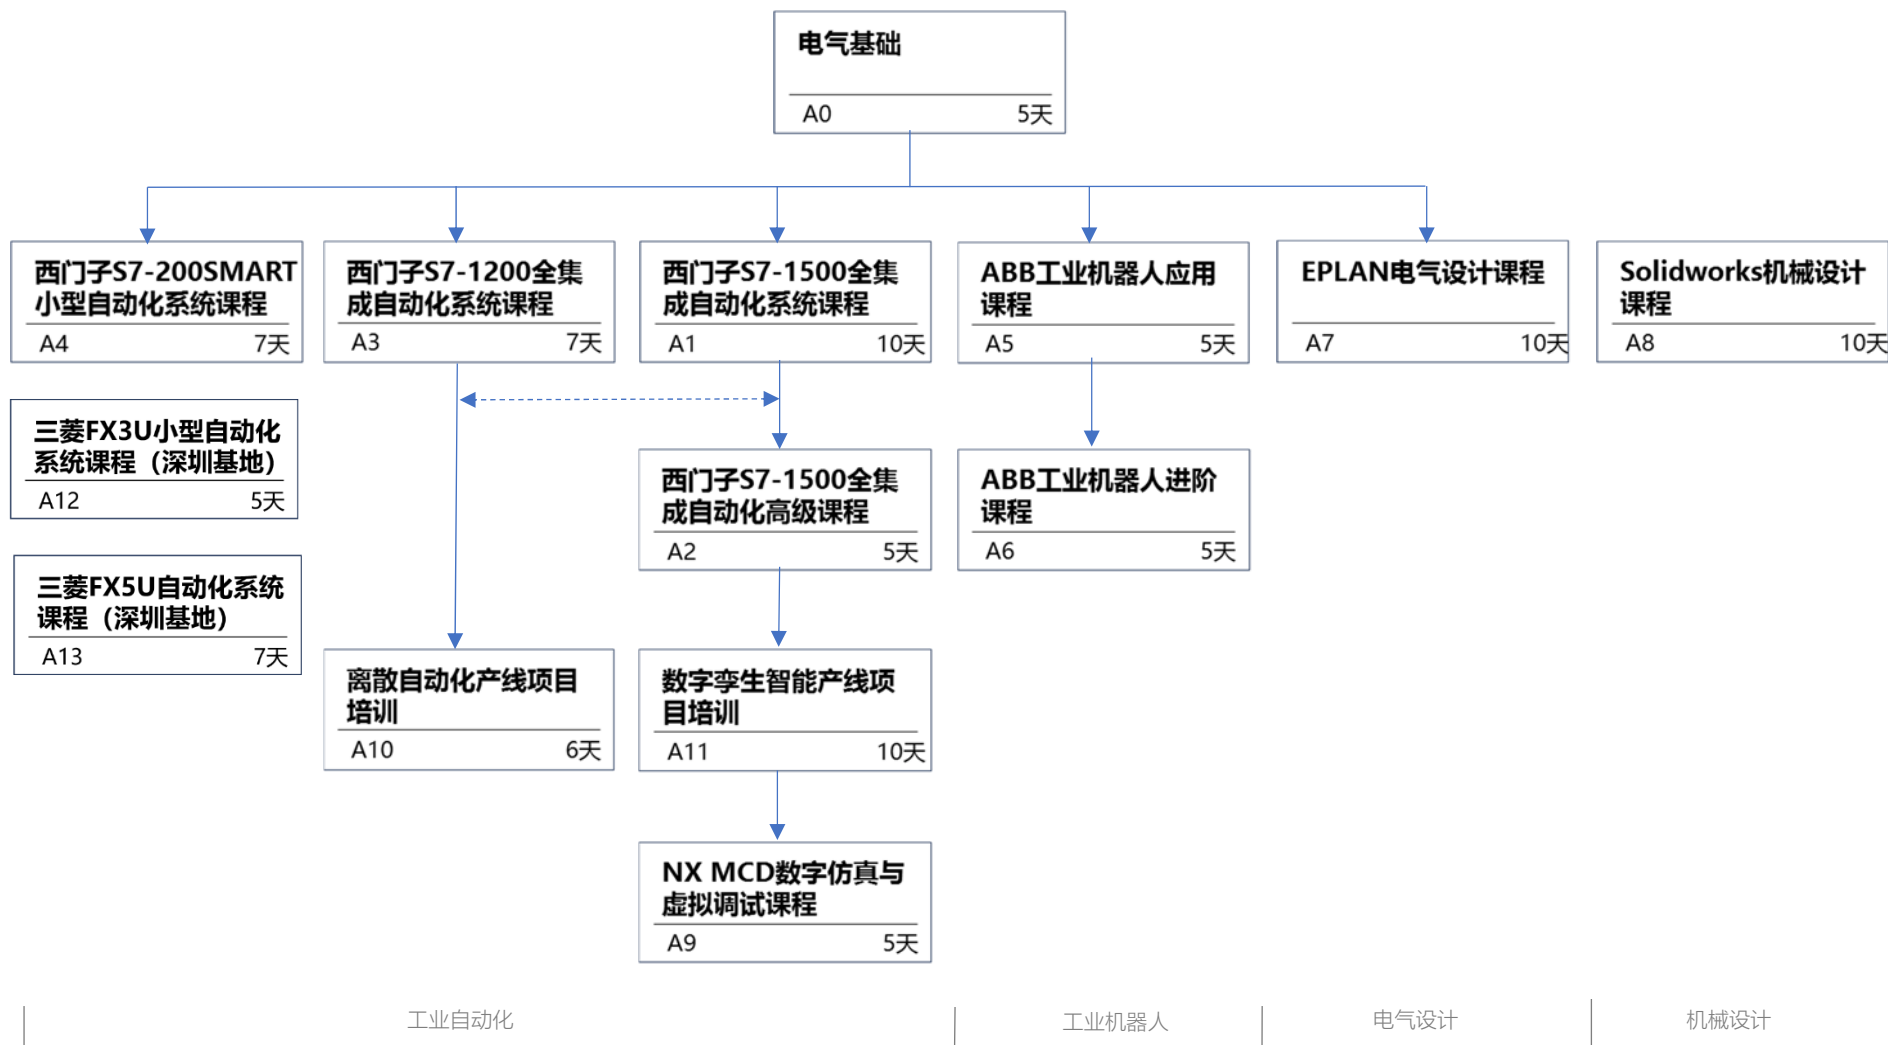 电气基础
A0 5天
西门子S7-200SMART
小型自动化系统课程
A4 7天
西门子S7-1200全集
成自动化系统课程
A3 7天
西门子S7-1500全集
成自动化系统课程
A1 10天
ABB工业机器人应用
课程
A5 5天
EPLAN电气设计课程
A7 10天
Solidworks机械设计
课程
A8 10天
三菱FX3U小型自动化
系统课程（深圳基地）
A12 5天
西门子S7-1500全集
成自动化高级课程
A2 5天
ABB工业机器人进阶
课程
A6 5天
三菱FX5U自动化系统
课程（深圳基地）
A13 7天
离散自动化产线项目
培训
A10 6天
数字孪生智能产线项
目培训
A11 10天
NX MCD数字仿真与
虚拟调试课程
A9 5天
工业自动化
工业机器人
电气设计
机械设计